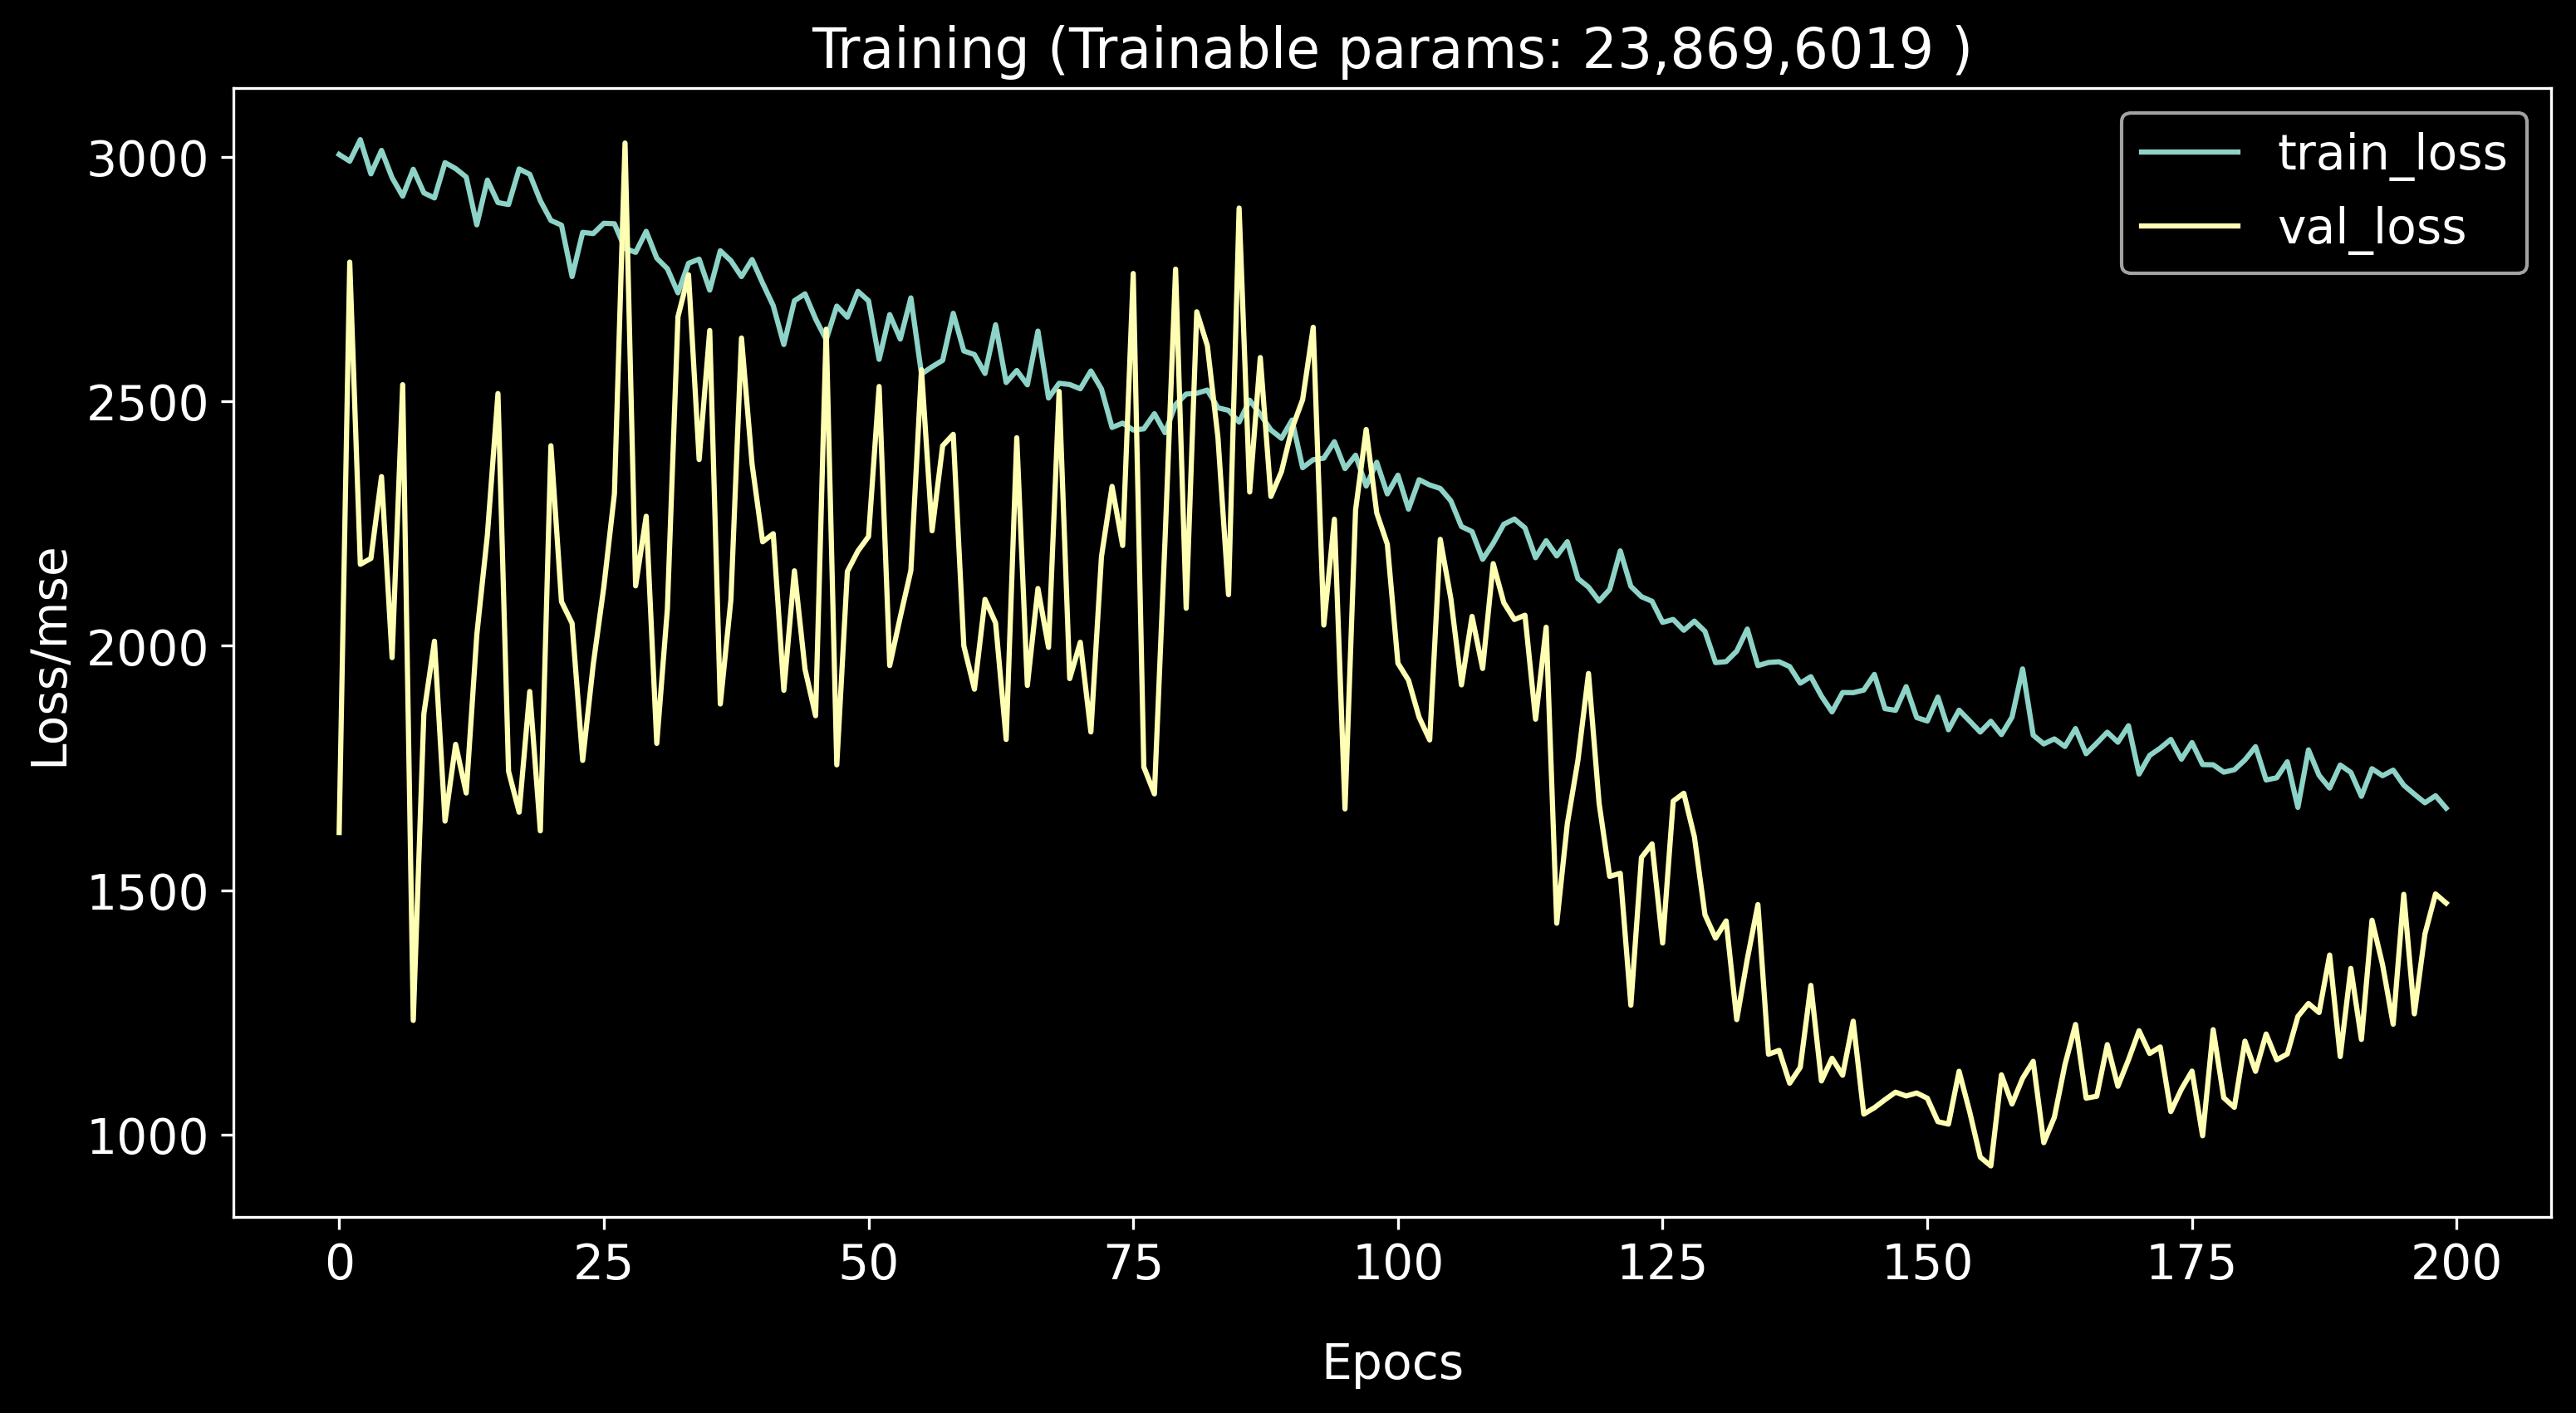 Training (Trainable params: 23,869,6019 )
train_loss
val_loss
Loss/mse
3000
2500
2000
1500
1000
0 25 50 75 100 125 150 175 200
Epocs